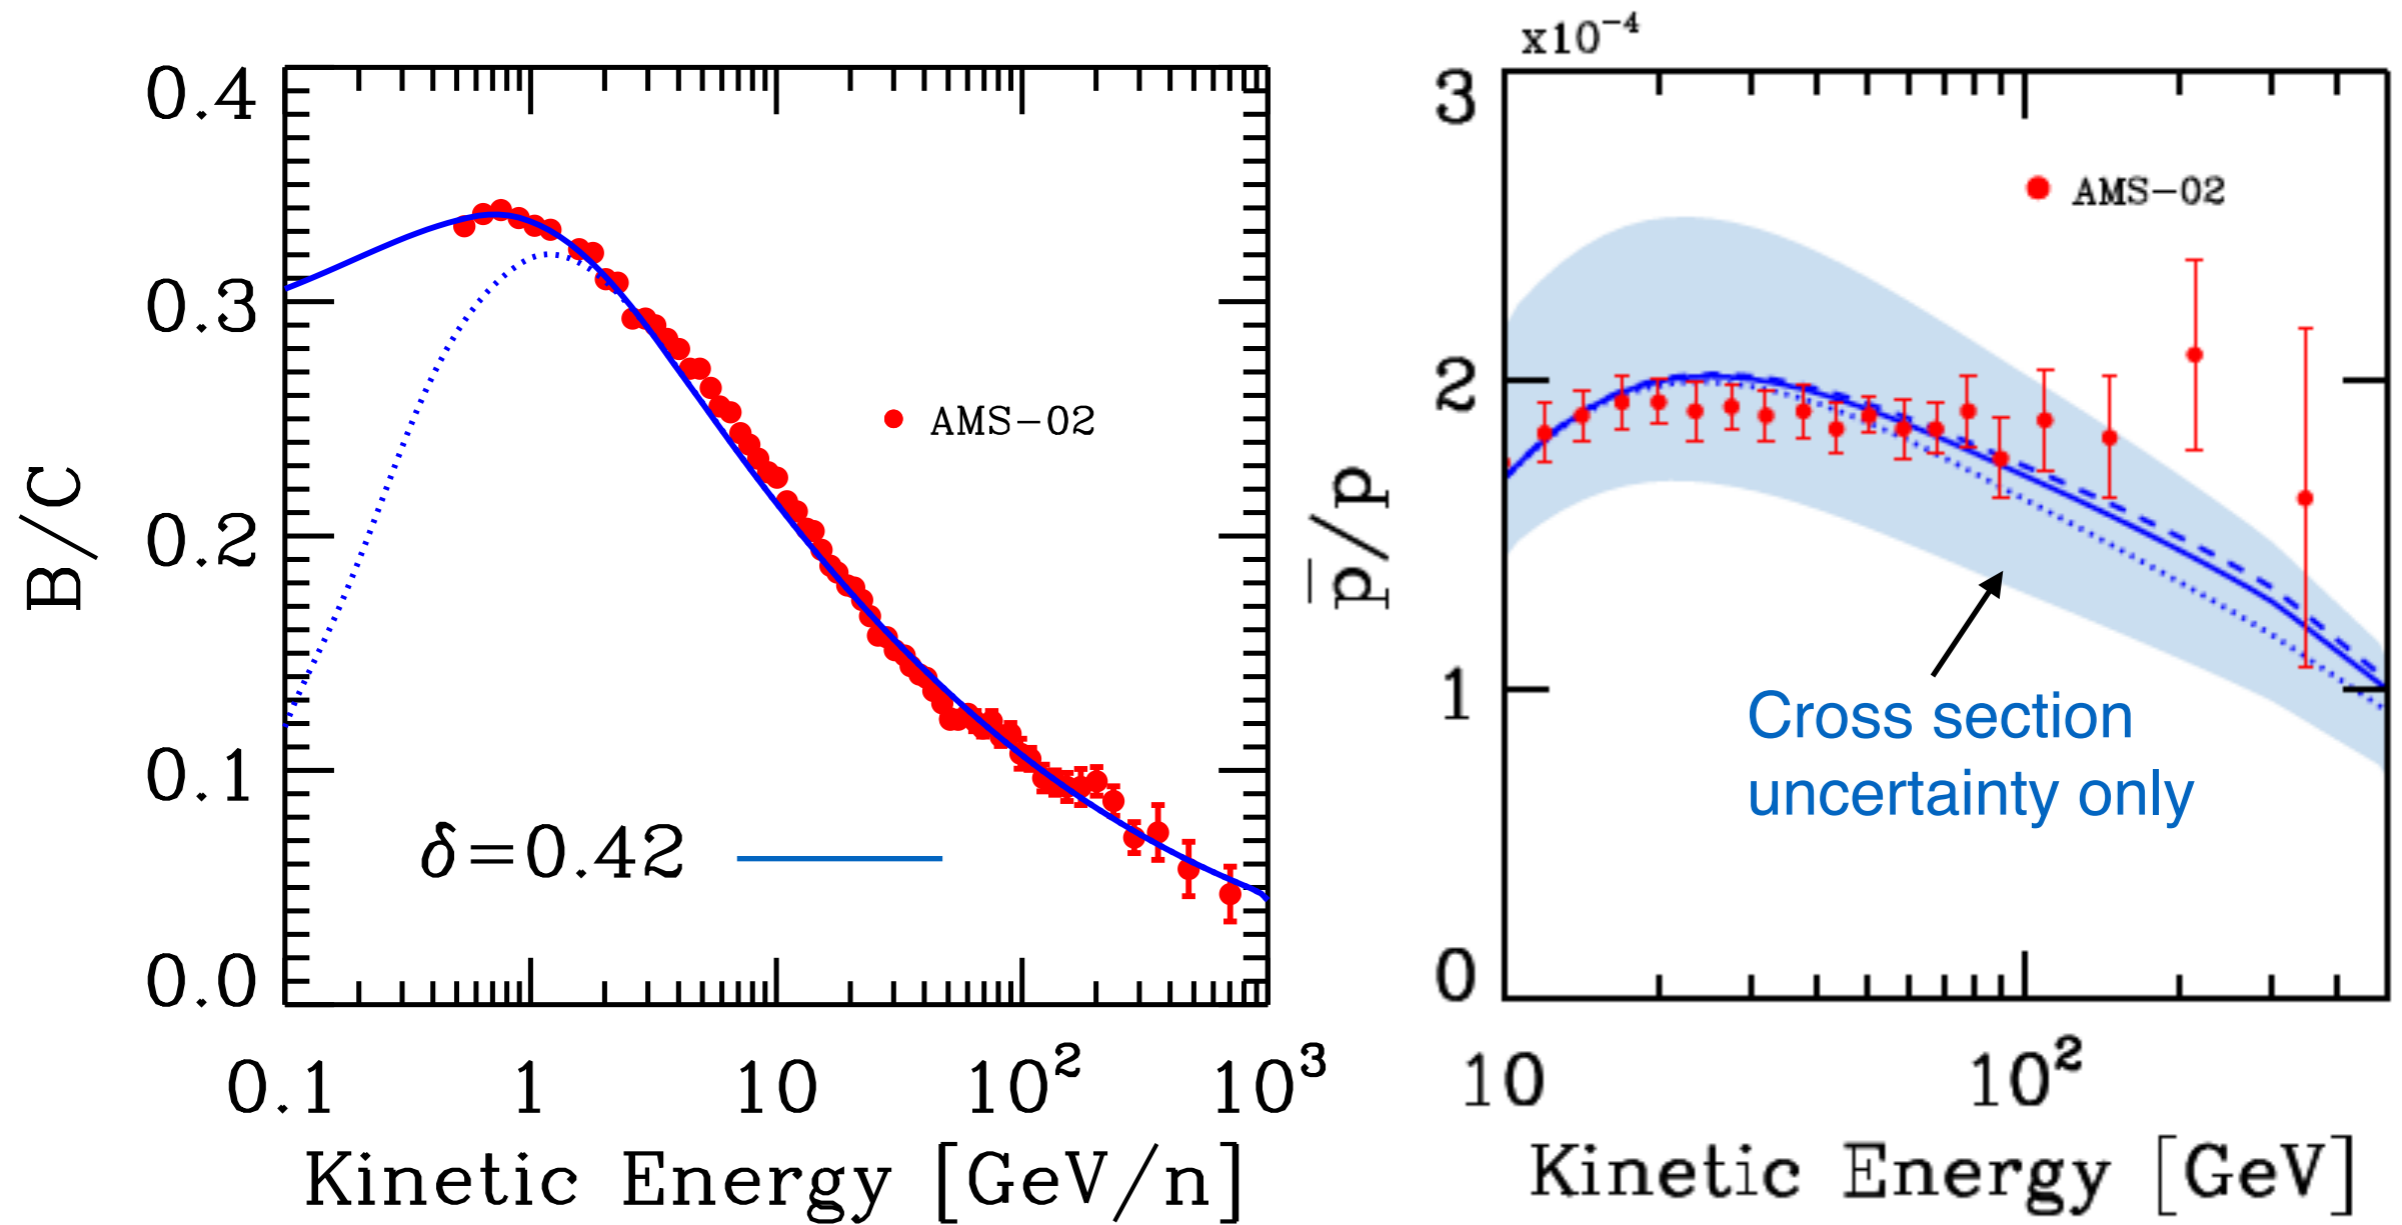 0.4
0.3
0.2
0.1
0.0
B/C
AMS-02
δ=0.42
0.1 1 10 10² 10³
Kinetic Energy [GeV/n]
x10⁻⁴
3
2
1
0
p̅/p
AMS-02
Cross section
uncertainty only
10 10²
Kinetic Energy [GeV]